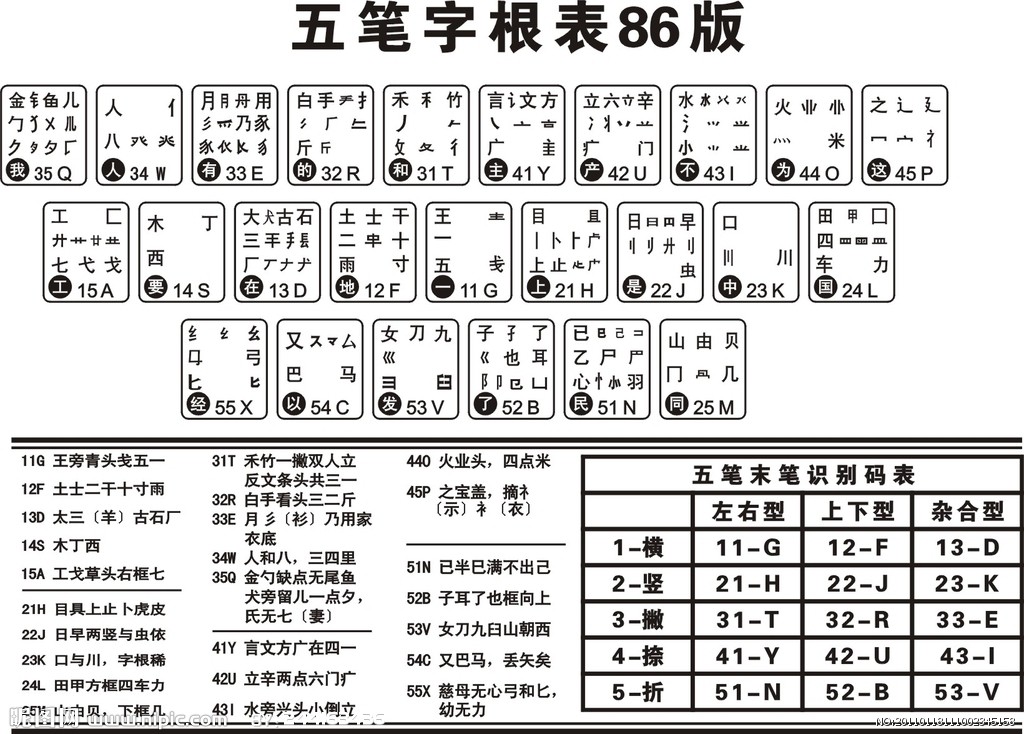 五笔字根表86版
金钅鱼儿
勹犭乂
夕
我 35 Q
人 亻
八
人 34 W
月 丹用
彡 乃豕
豕
有 33 E
白手 扌
厂
斤
的 32 R
禾 竹
丿
攵 夂 彳
和 31 T
言讠文方
亠
广
主 41 Y
立六 辛
冫
疒 门
产 42 U
水
氵
小
不 43 I
火 业
灬 米
为 44 O
之 辶 廴
冖 宀 礻
这 45 P
工 匚
廾 艹 廿
七 弋 戈
工 15 A
木 丁
西
要 14 S
大犬古石
三
厂 ナ
在 13 D
土 士 干
二 十
雨 寸
地 12 F
王
一
五
一 11 G
目 且
丨 卜
上止
上 21 H
日曰 早
刂
虫
是 22 J
口
川
中 23 K
田 甲 囗
四 皿
车 力
国 24 L
纟 幺
弓
匕
经 55 X
又 ス マ 厶
巴 马
以 54 C
女 刀 九
巛
彐 臼
发 53 V
子 孑 了
巜 也 耳
阝 卩 凵
了 52 B
已 己
乙 尸
心 忄 羽
民 51 N
山 由 贝
冂 几
同 25 M
11G 王旁青头戋五一
12F 土士二干十寸雨
13D 太三〔羊〕古石厂
14S 木丁西
15A 工戈草头右框七
21H 目具上止卜虎皮
22J 日早两竖与虫依
23K 口与川，字根稀
24L 田甲方框四车力
25M 山由贝，下框几
31T 禾竹一撇双人立
反文条头共三一
32R 白手看头三二斤
33E 月彡〔衫〕乃用家
衣底
34W 人和八，三四里
35Q 金勺缺点无尾鱼
犬旁留儿一点夕，
氏无七〔妻〕
41Y 言文方广在四一
42U 立辛两点六门疒
43I 水旁兴头小倒立
44O 火业头，四点米
45P 之宝盖，摘礻
〔示〕衤〔衣〕
51N 已半巳满不出己
52B 子耳了也框向上
53V 女刀九臼山朝西
54C 又巴马，丢矢矣
55X 慈母无心弓和匕，
幼无力
五笔末笔识别码表
左右型 上下型 杂合型
1-横 11-G 12-F 13-D
2-竖 21-H 22-J 23-K
3-撇 31-T 32-R 33-E
4-捺 41-Y 42-U 43-I
5-折 51-N 52-B 53-V
昵图网 www.nipic.com
NO:20110118111002345158